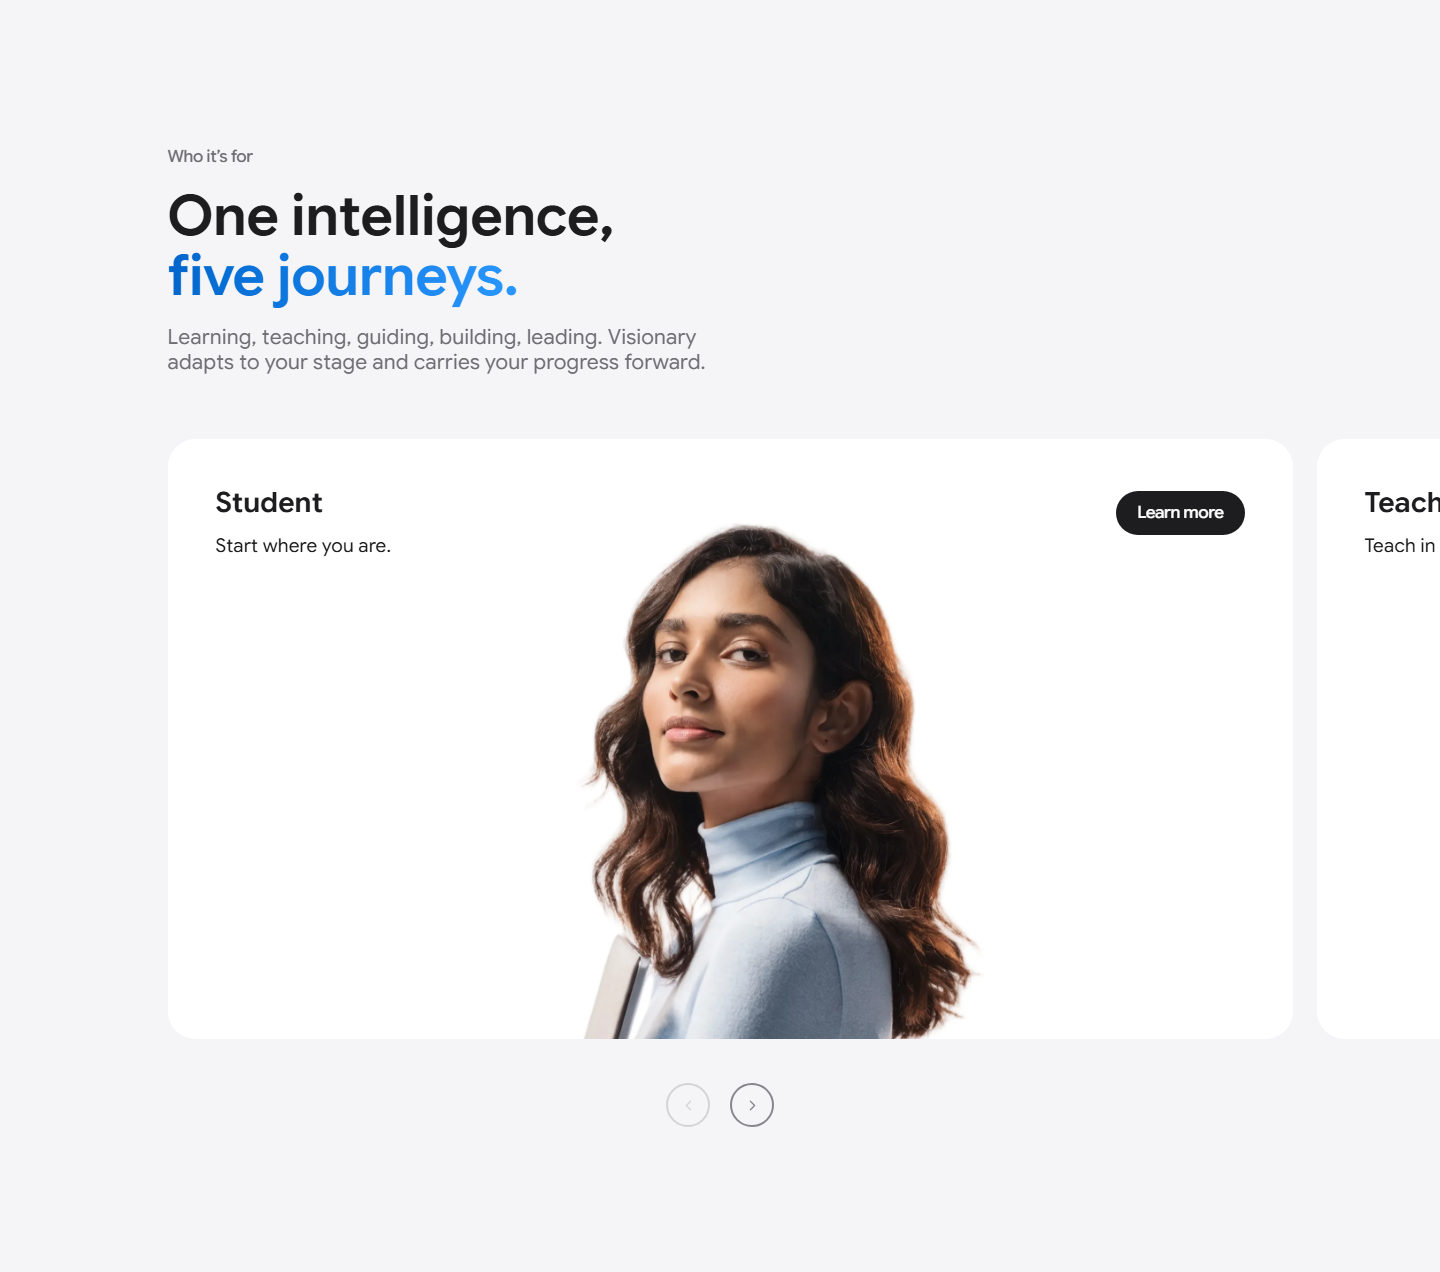 Who it’s for
One intelligence,
five journeys.
Learning, teaching, guiding, building, leading. Visionary
adapts to your stage and carries your progress forward.
Student
Learn more
Start where you are.
Teach in